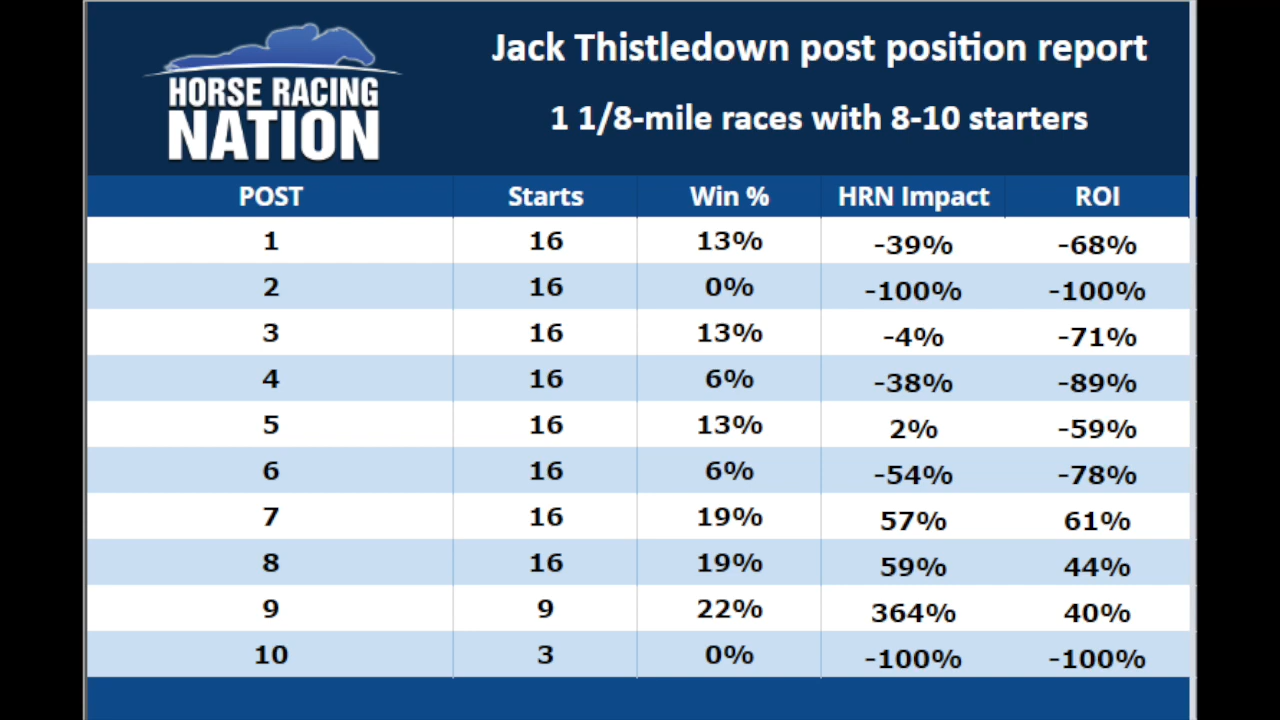 HORSE RACING
NATION
Jack Thistledown post position report
1 1/8-mile races with 8-10 starters
POST Starts Win % HRN Impact ROI
1 16 13% -39% -68%
2 16 0% -100% -100%
3 16 13% -4% -71%
4 16 6% -38% -89%
5 16 13% 2% -59%
6 16 6% -54% -78%
7 16 19% 57% 61%
8 16 19% 59% 44%
9 9 22% 364% 40%
10 3 0% -100% -100%